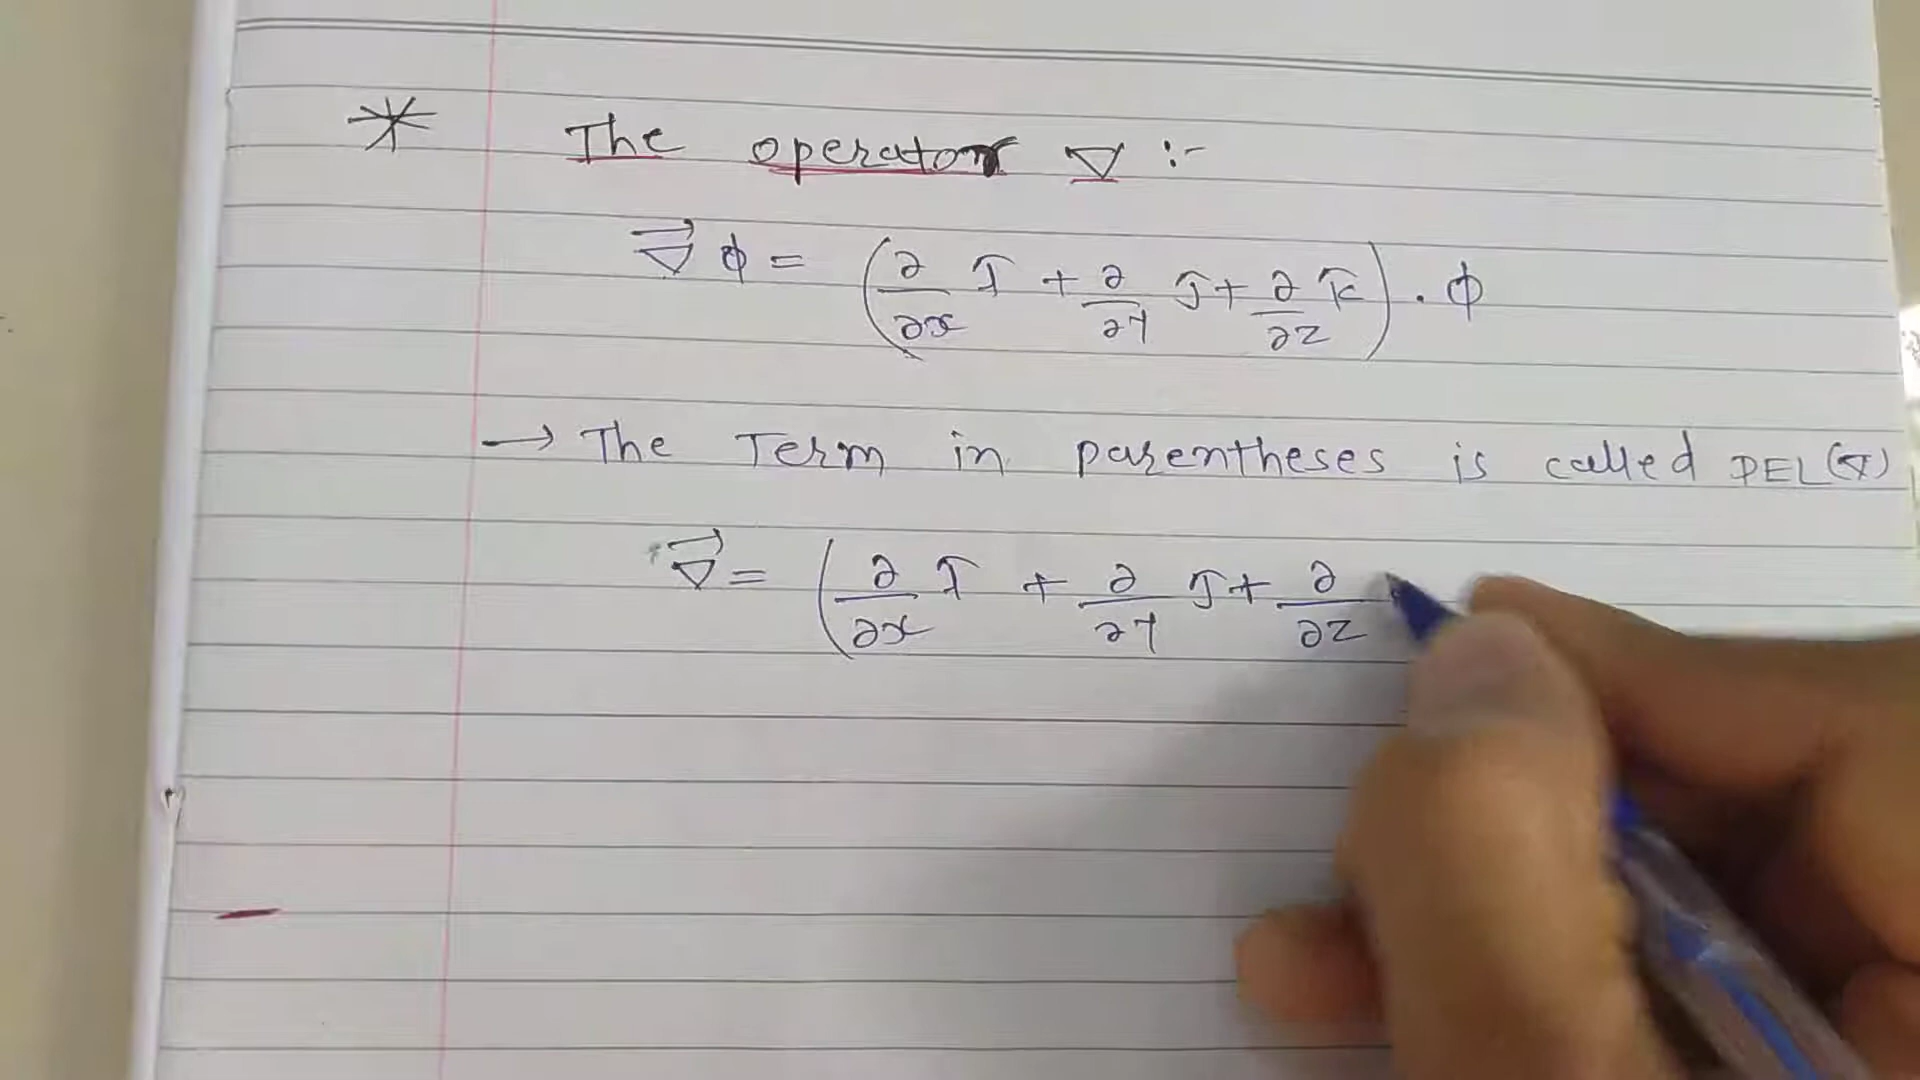 The operator ∇ :-
∇⃗ ϕ = (∂/∂x î + ∂/∂y ĵ + ∂/∂z k̂) . ϕ
→ The Term in parentheses is called DEL(∇)
∇⃗ = (∂/∂x î + ∂/∂y ĵ + ∂/∂z